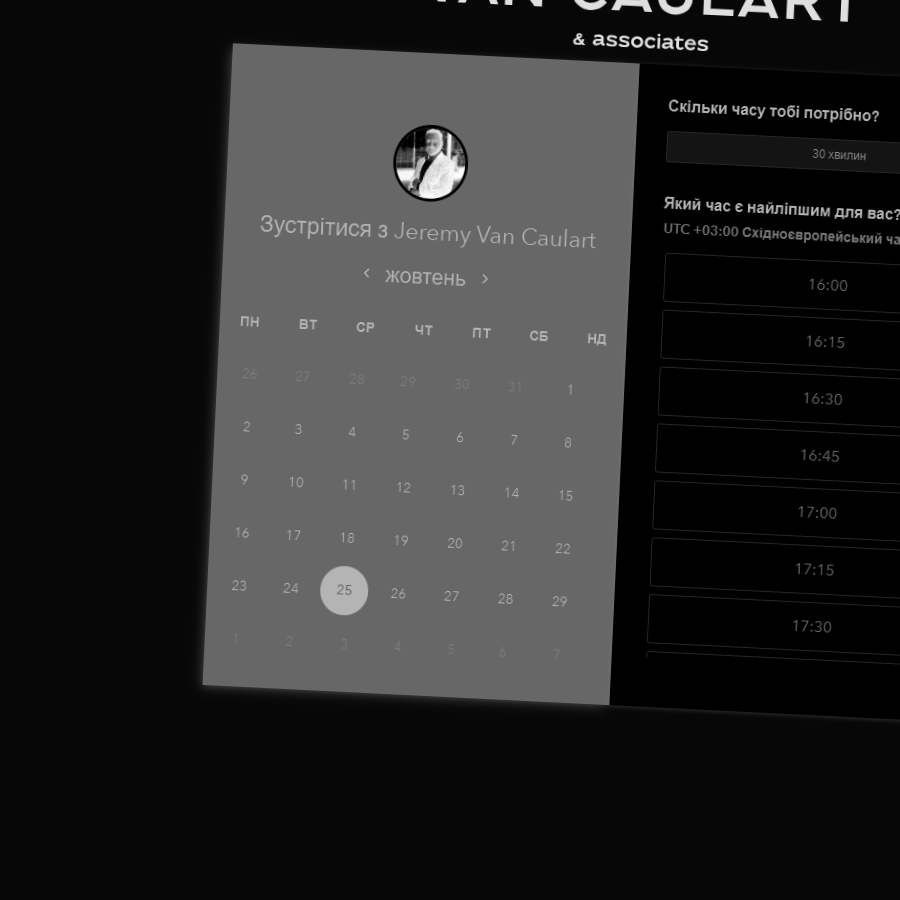 VAN CAULART
& associates
Зустрітися з Jeremy Van Caulart
‹ жовтень ›
ПН ВТ СР ЧТ ПТ СБ НД
26 27 28 29 30 31 1
2 3 4 5 6 7 8
9 10 11 12 13 14 15
16 17 18 19 20 21 22
23 24 25 26 27 28 29
1 2 3 4 5 6 7
Скільки часу тобі потрібно?
30 хвилин
Який час є найліпшим для вас?
UTC +03:00 Східноєвропейський
16:00
16:15
16:30
16:45
17:00
17:15
17:30